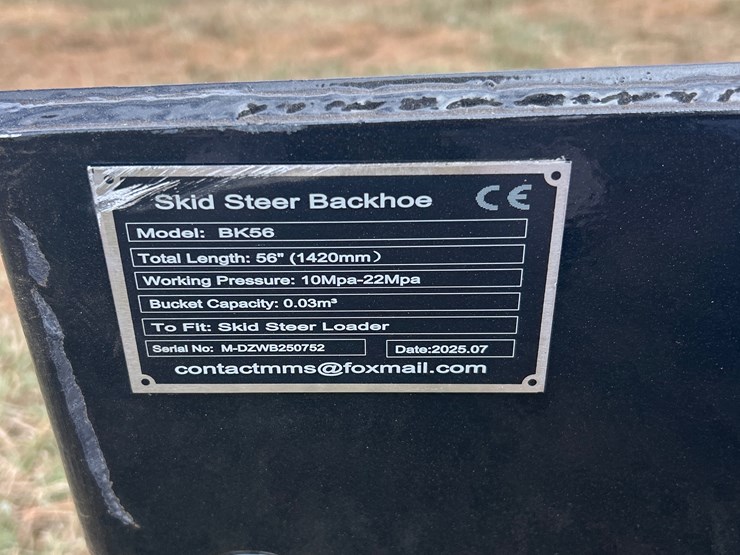 Skid Steer Backhoe CE
Model: BK56
Total Length: 56" (1420mm）
Working Pressure: 10Mpa-22Mpa
Bucket Capacity: 0.03m³
To Fit: Skid Steer Loader
Serial No: M-DZWB250752 Date:2025.07
contactmms@foxmail.com